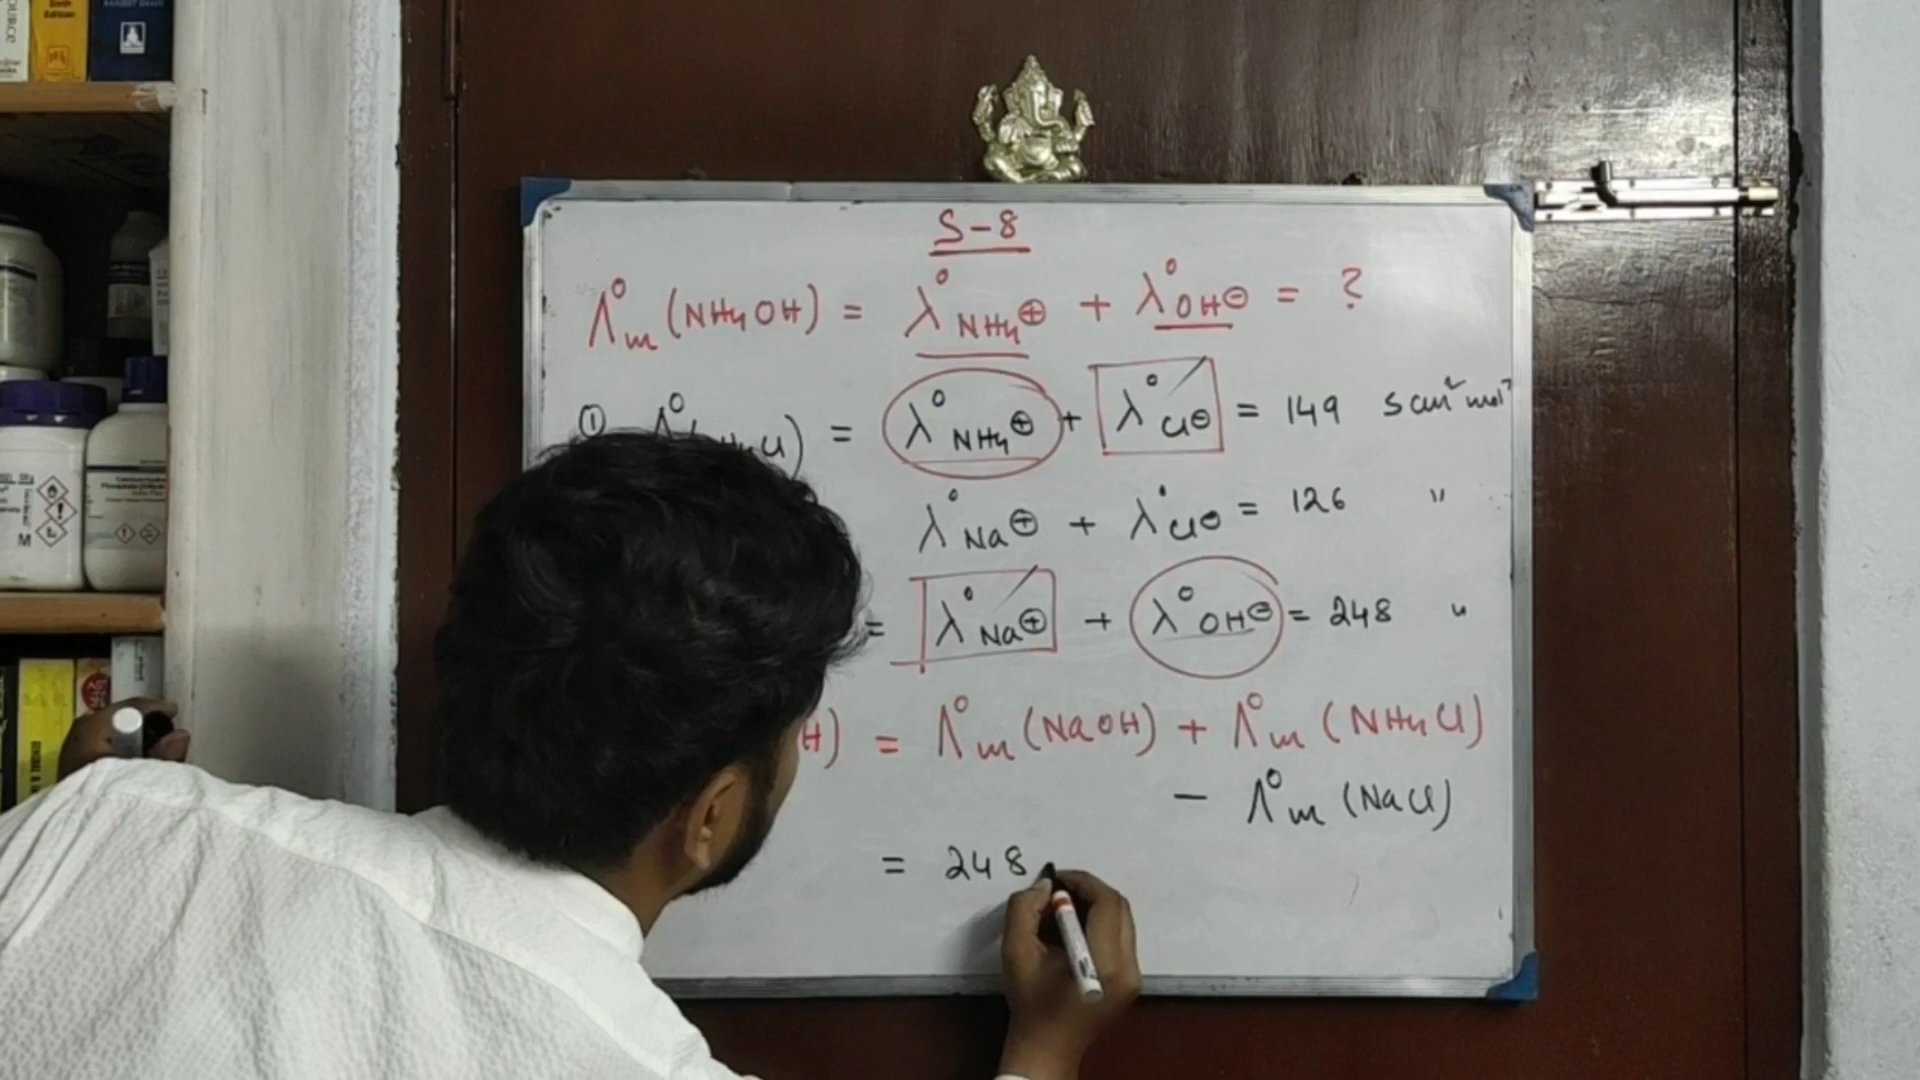 S-8
Λ°m (NH4OH) = λ°NH4⊕ + λ°OH⊖ = ?
① Λ° = λ°NH4⊕ + λ°Cl⊖ = 149 S cm² mol⁻¹
λ°Na⊕ + λ°Cl⊖ = 126 "
= λ°Na⊕ + λ°OH⊖ = 248 "
H) = Λ°m (NaOH) + Λ°m (NH4Cl)
− Λ°m (NaCl)
= 248
Edition
M